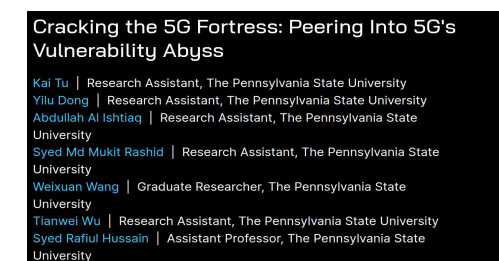 Cracking the 5G Fortress: Peering Into 5G's
Vulnerability Abyss
Kai Tu | Research Assistant, The Pennsylvania State University
Yilu Dong | Research Assistant, The Pennsylvania State University
Abdullah Al Ishtiaq | Research Assistant, The Pennsylvania State
University
Syed Md Mukit Rashid | Research Assistant, The Pennsylvania State
University
Weixuan Wang | Graduate Researcher, The Pennsylvania State
University
Tianwei Wu | Research Assistant, The Pennsylvania State University
Syed Rafiul Hussain | Assistant Professor, The Pennsylvania State
University